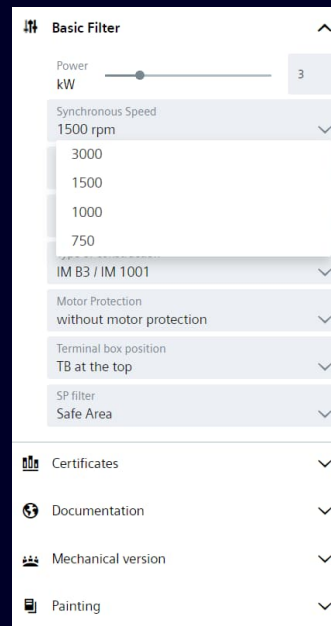 Basic Filter
Power
kW
3
Synchronous Speed
1500 rpm
3000
1500
1000
750
IM B3 / IM 1001
Motor Protection
without motor protection
Terminal box position
TB at the top
SP filter
Safe Area
Certificates
Documentation
Mechanical version
Painting